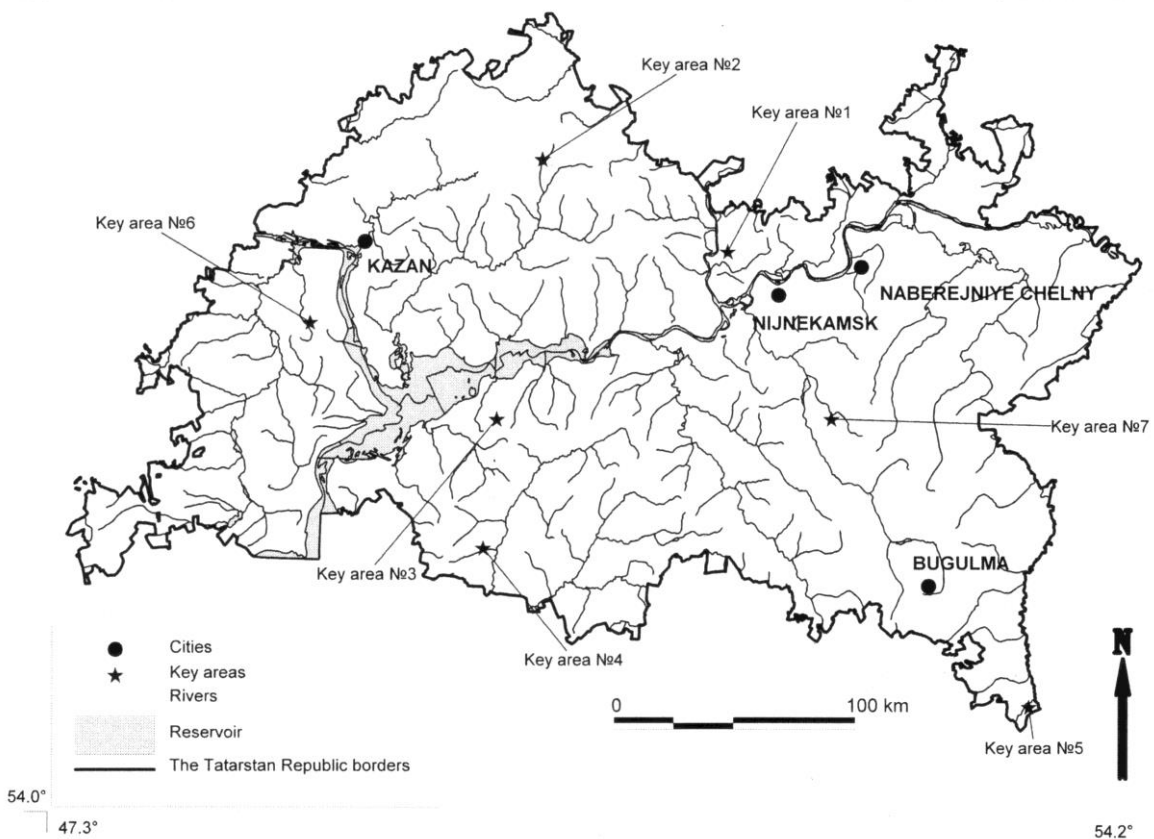 Key area №2
Key area №1
Key area №6
KAZAN
NABEREJNIYE CHELNY
NIJNEKAMSK
Key area №7
BUGULMA
Key area №3
Key area №4
Key area №5
Cities
Key areas
Rivers
Reservoir
The Tatarstan Republic borders
0 100 km
N
54.0°
47.3°
54.2°